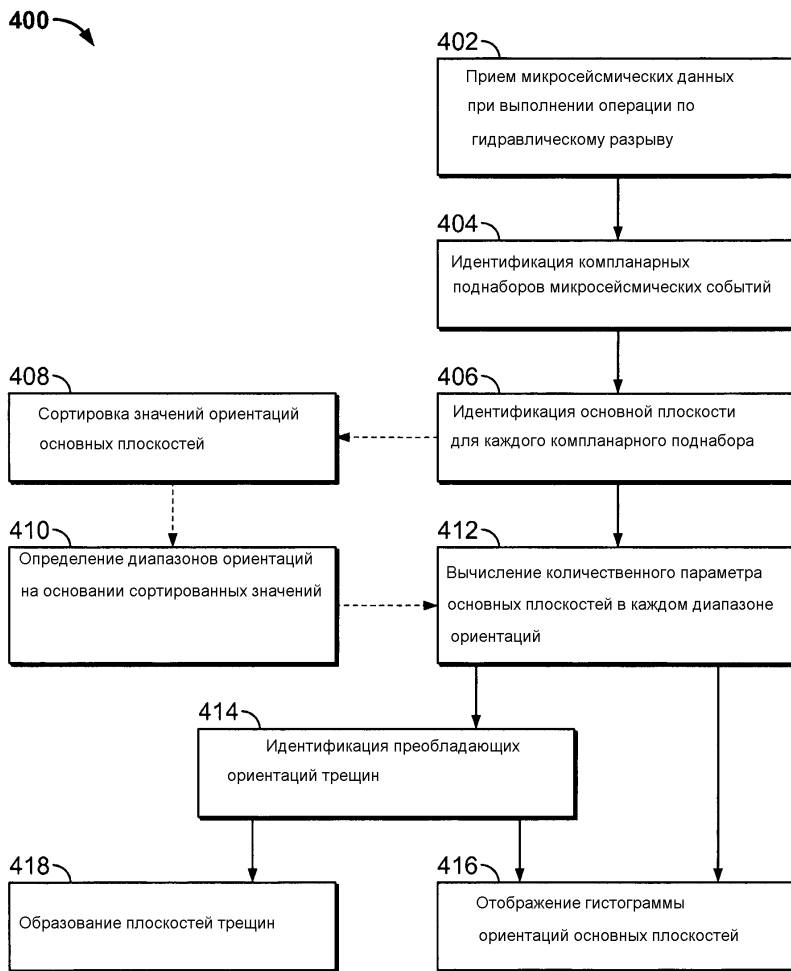 400
402
Прием микросейсмических данных
при выполнении операции по
гидравлическому разрыву
404
Идентификация компланарных
поднаборов микросейсмических событий
408
Сортировка значений ориентаций
основных плоскостей
406
Идентификация основной плоскости
для каждого компланарного поднабора
410
Определение диапазонов ориентаций
на основании сортированных значений
412
Вычисление количественного параметра
основных плоскостей в каждом диапазоне
ориентаций
414
Идентификация преобладающих
ориентаций трещин
418
Образование плоскостей трещин
416
Отображение гистограммы
ориентаций основных плоскостей